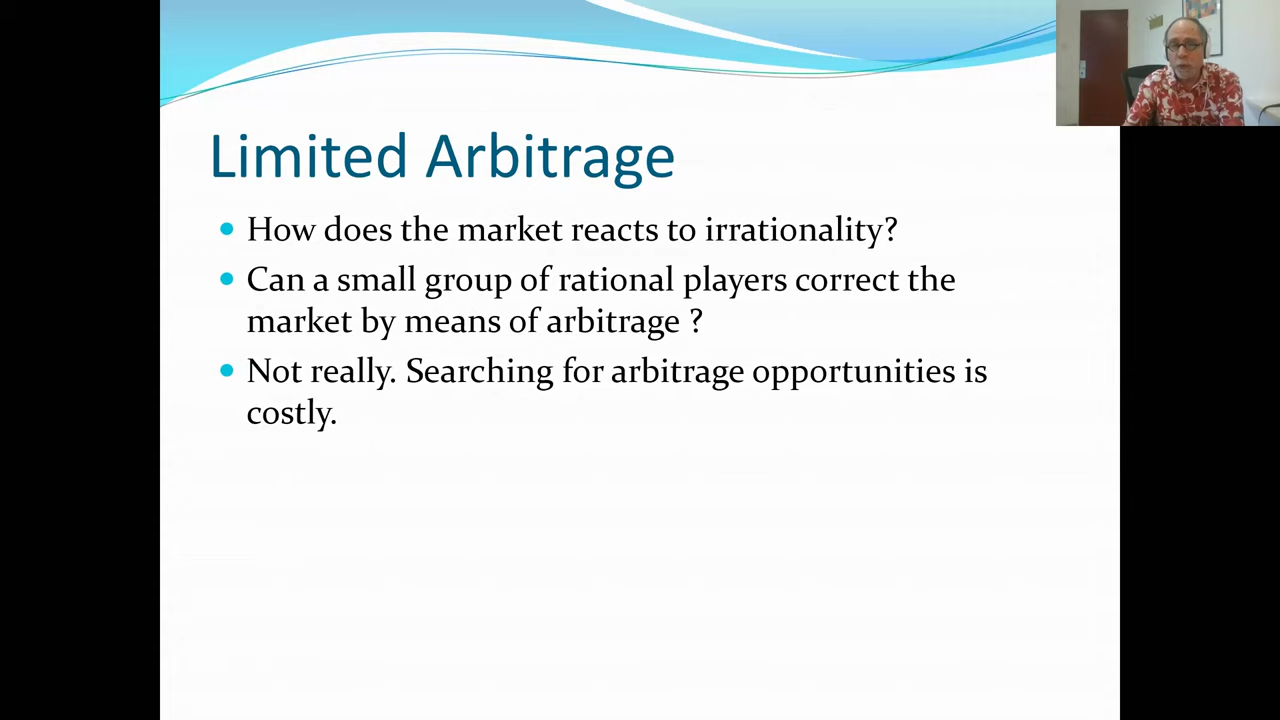 Limited Arbitrage
How does the market reacts to irrationality?
Can a small group of rational players correct the
market by means of arbitrage ?
Not really. Searching for arbitrage opportunities is
costly.